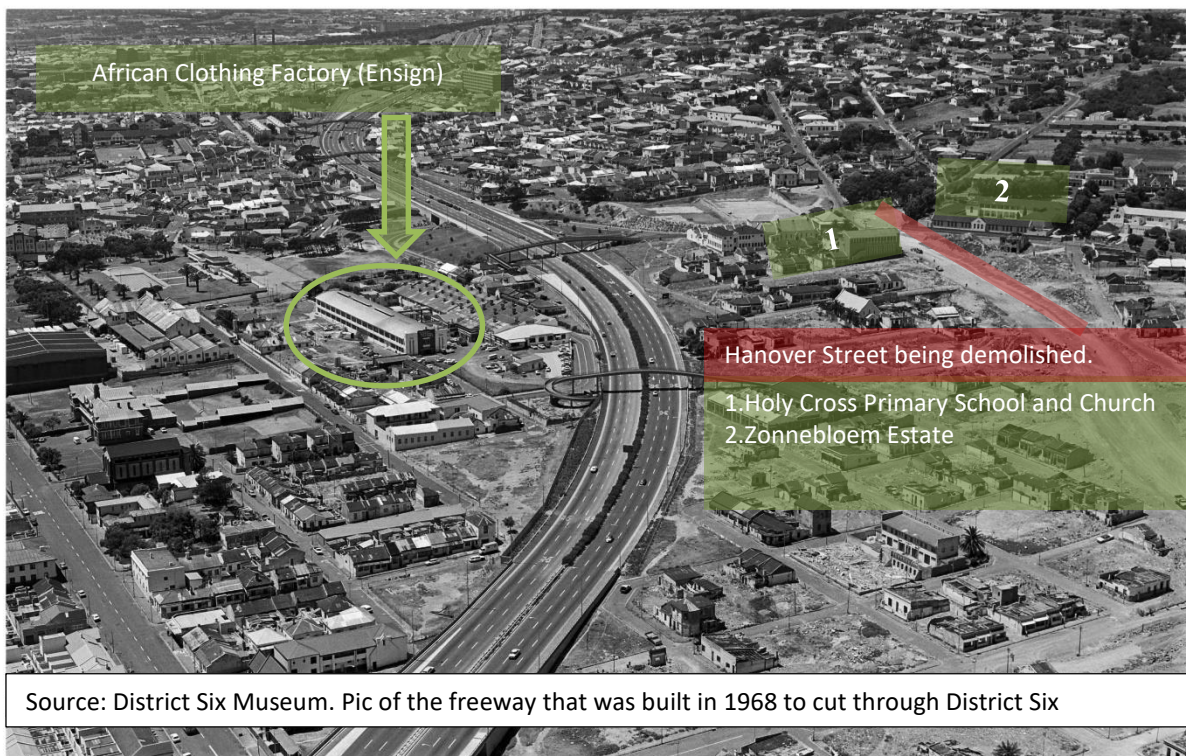 African Clothing Factory (Ensign)
2
1
Hanover Street being demolished.
1.Holy Cross Primary School and Church
2.Zonnebloem Estate
Source: District Six Museum. Pic of the freeway that was built in 1968 to cut through District Six